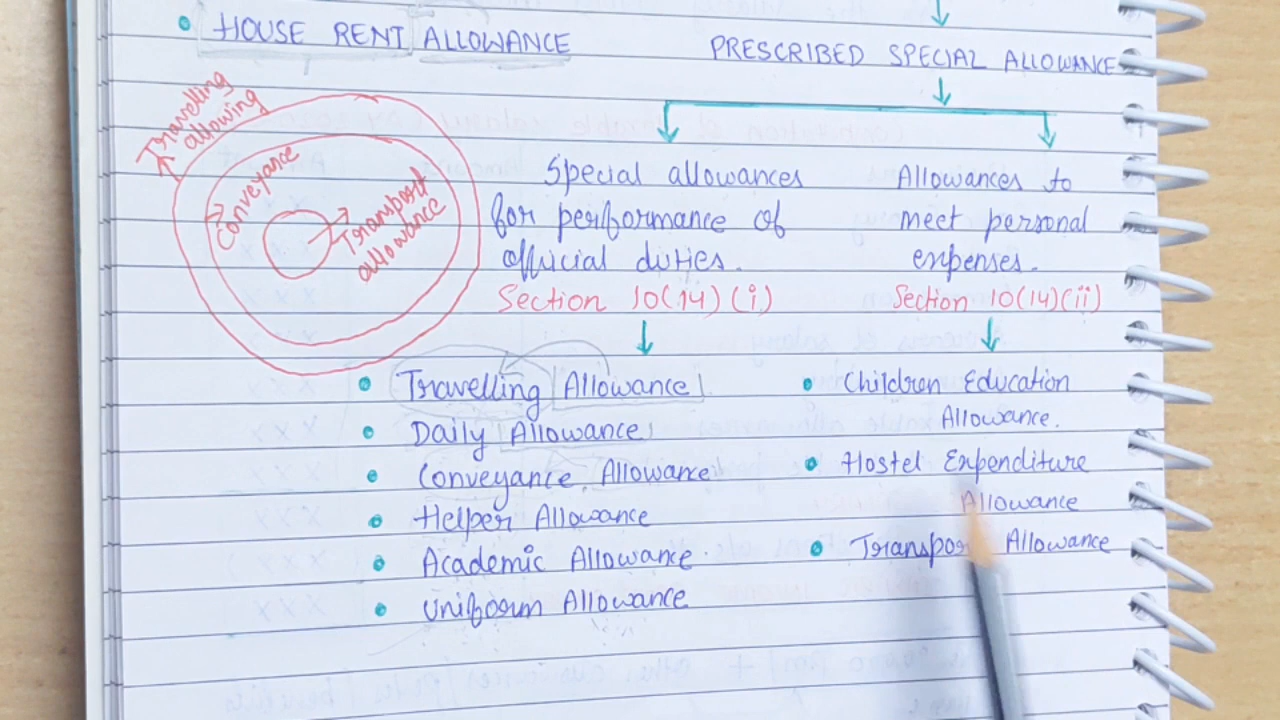 HOUSE RENT ALLOWANCE
PRESCRIBED SPECIAL ALLOWANCE
Travelling
allowing
Conveyance
Transport
allowance
Special allowances
for performance of
official duties.
Section 10(14)(i)
Allowances to
meet personal
expenses.
Section 10(14)(ii)
Travelling Allowance
Daily Allowance
Conveyance Allowance
Helper Allowance
Academic Allowance
Uniform Allowance
Children Education
Allowance.
Hostel Expenditure
Allowance
Transport Allowance